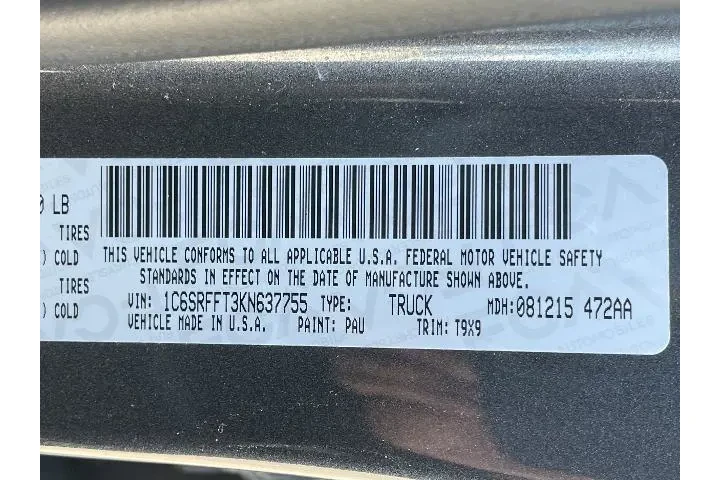 LB
TIRES
COLD
TIRES
COLD
THIS VEHICLE CONFORMS TO ALL APPLICABLE U.S.A. FEDERAL MOTOR VEHICLE SAFETY
STANDARDS IN EFFECT ON THE DATE OF MANUFACTURE SHOWN ABOVE.
VIN: 1C6SRFFT3KN637755 TYPE: TRUCK MDH:081215 472AA
VEHICLE MADE IN U.S.A. PAINT: PAU TRIM: T9X9